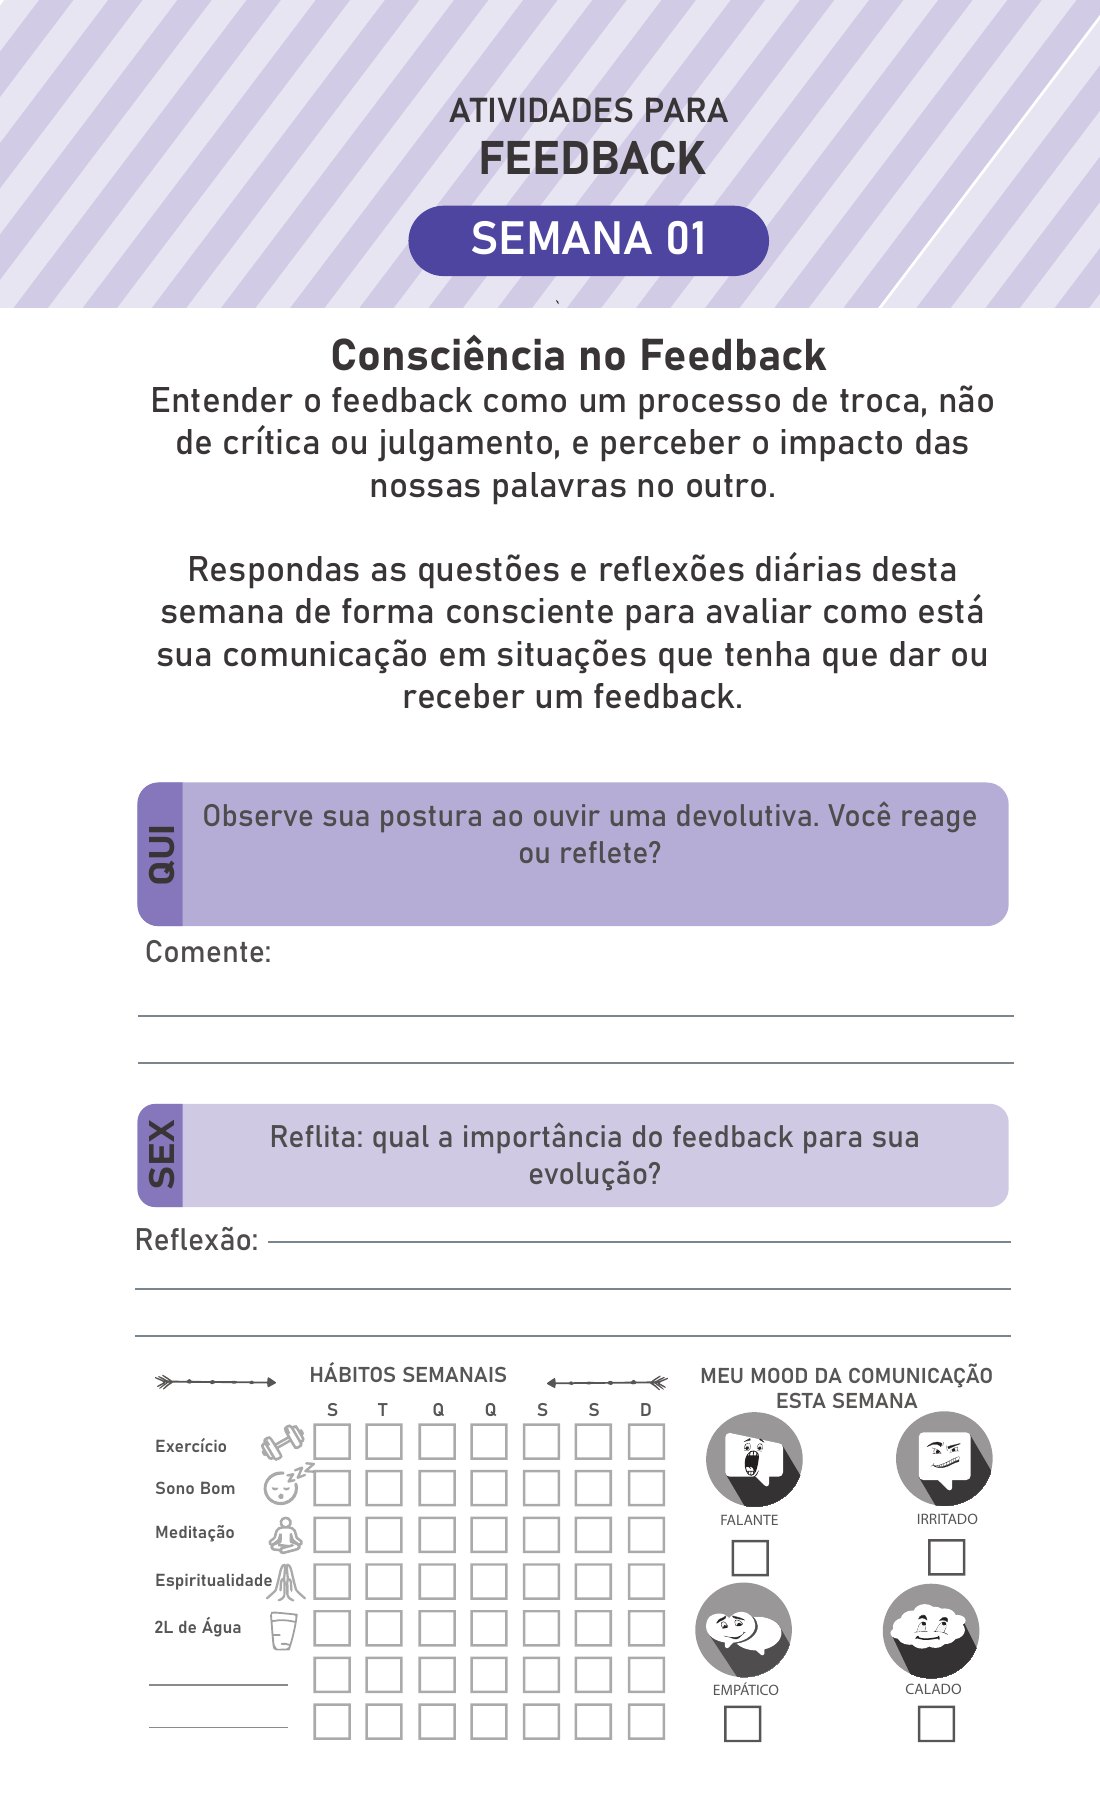 ATIVIDADES PARA
FEEDBACK
SEMANA 01
Consciência no Feedback
Entender o feedback como um processo de troca, não
de crítica ou julgamento, e perceber o impacto das
nossas palavras no outro.
Respondas as questões e reflexões diárias desta
semana de forma consciente para avaliar como está
sua comunicação em situações que tenha que dar ou
receber um feedback.
QUI
Observe sua postura ao ouvir uma devolutiva. Você reage
ou reflete?
Comente:
SEX
Reflita: qual a importância do feedback para sua
evolução?
Reflexão:
HÁBITOS SEMANAIS
S T Q Q S S D
Exercício
Sono Bom
zzzz
Meditação
Espiritualidade
2L de Água
MEU MOOD DA COMUNICAÇÃO
ESTA SEMANA
FALANTE
IRRITADO
EMPÁTICO
CALADO